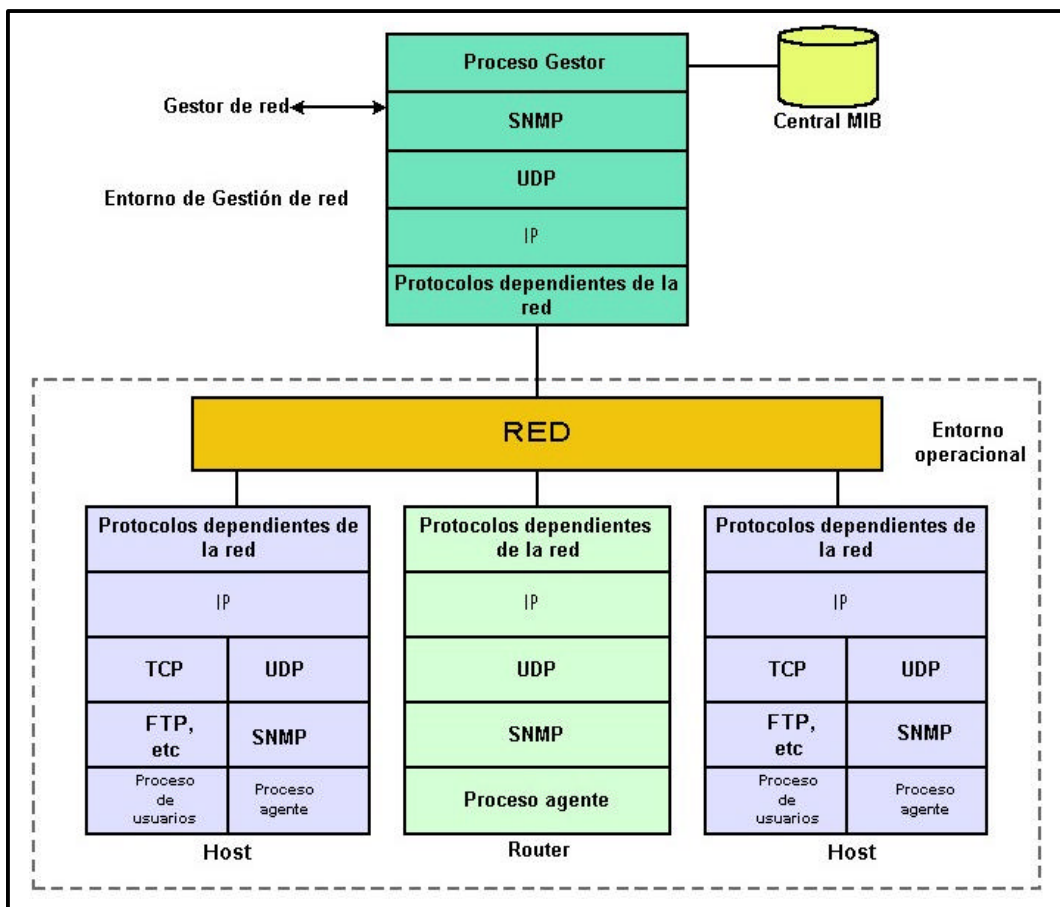 Proceso Gestor
Central MIB
Gestor de red
SNMP
UDP
Entorno de Gestión de red
IP
Protocolos dependientes de la
red
RED
Entorno
operacional
Protocolos dependientes de
la red
IP
TCP
UDP
FTP,
etc
SNMP
Proceso
de
usuarios
Proceso
agente
Host
Protocolos dependientes
de la red
IP
UDP
SNMP
Proceso agente
Router
Protocolos dependientes de
la red
IP
TCP
UDP
FTP,
etc
SNMP
Proceso
de
usuarios
Proceso
agente
Host